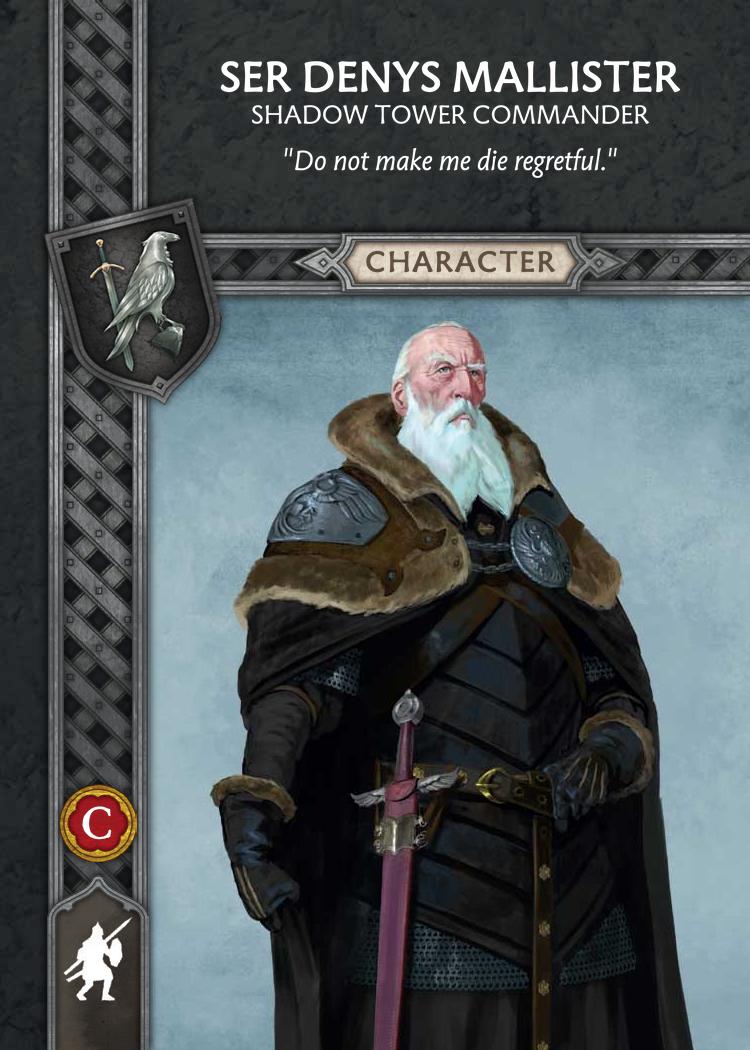 SER DENYS MALLISTER
SHADOW TOWER COMMANDER
"Do not make me die regretful."
CHARACTER
C